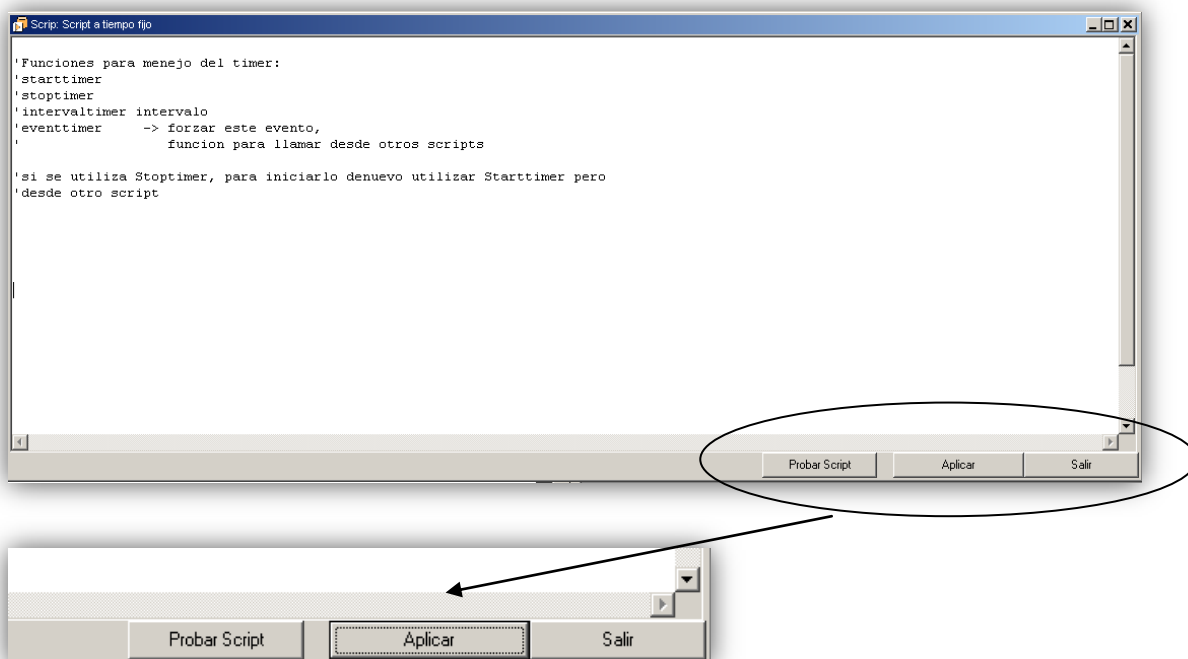 Scrip: Script a tiempo fijo
'Funciones para menejo del timer:
'starttimer
'stoptimer
'intervaltimer intervalo
'eventtimer     -> forzar este evento,
'                  funcion para llamar desde otros scripts
'si se utiliza Stoptimer, para iniciarlo denuevo utilizar Starttimer pero
'desde otro script
Probar Script Aplicar Salir
Probar Script Aplicar Salir